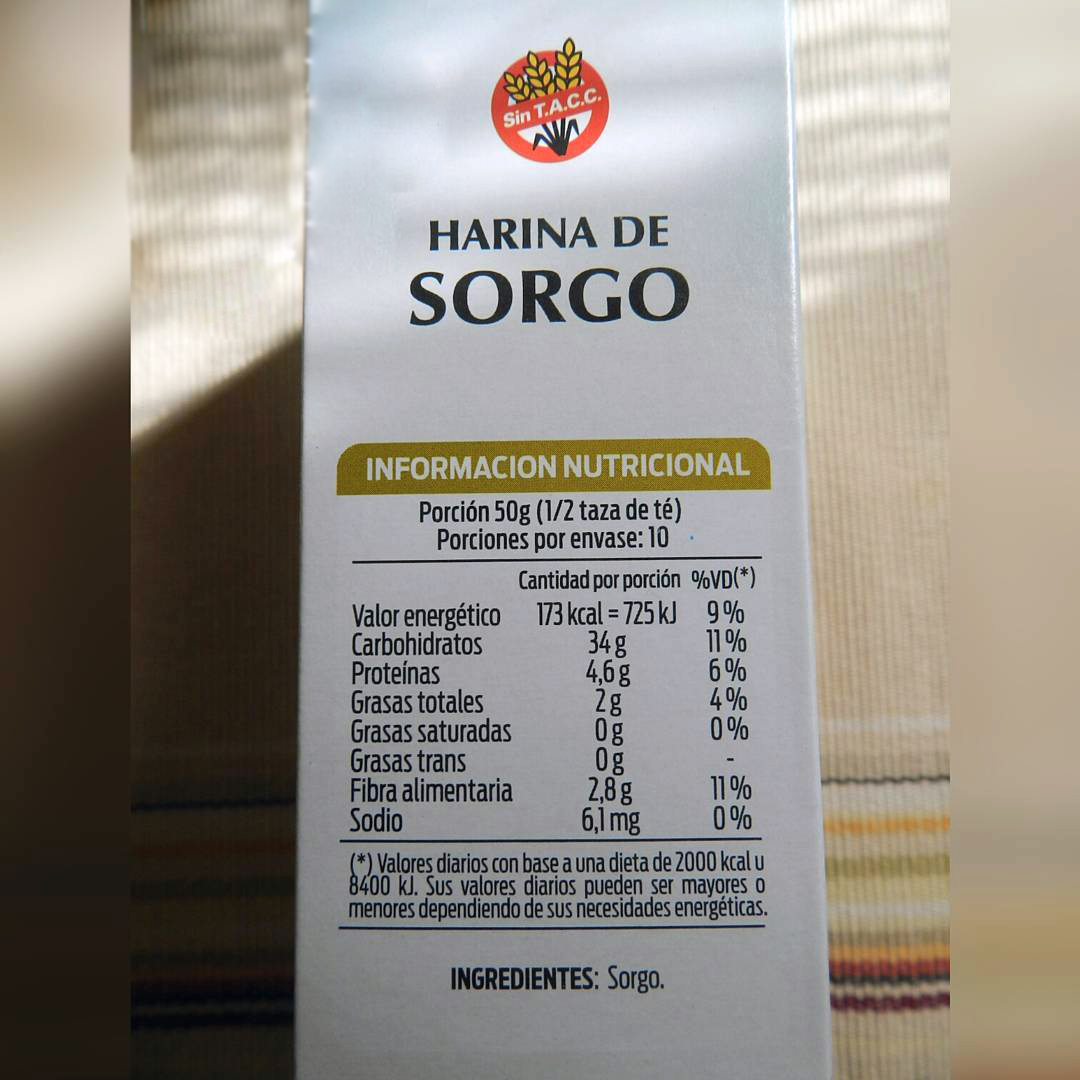 Sin T.A.C.C.
HARINA DE
SORGO
INFORMACION NUTRICIONAL
Porción 50g (1/2 taza de té)
Porciones por envase: 10
Cantidad por porción %VD(*)
Valor energético 173 kcal = 725 kJ 9%
Carbohidratos 34 g 11%
Proteínas 4,6 g 6%
Grasas totales 2 g 4%
Grasas saturadas 0 g 0%
Grasas trans 0 g -
Fibra alimentaria 2,8 g 11%
Sodio 6,1 mg 0%
(*) Valores diarios con base a una dieta de 2000 kcal u
8400 kJ. Sus valores diarios pueden ser mayores o
menores dependiendo de sus necesidades energéticas.
INGREDIENTES: Sorgo.